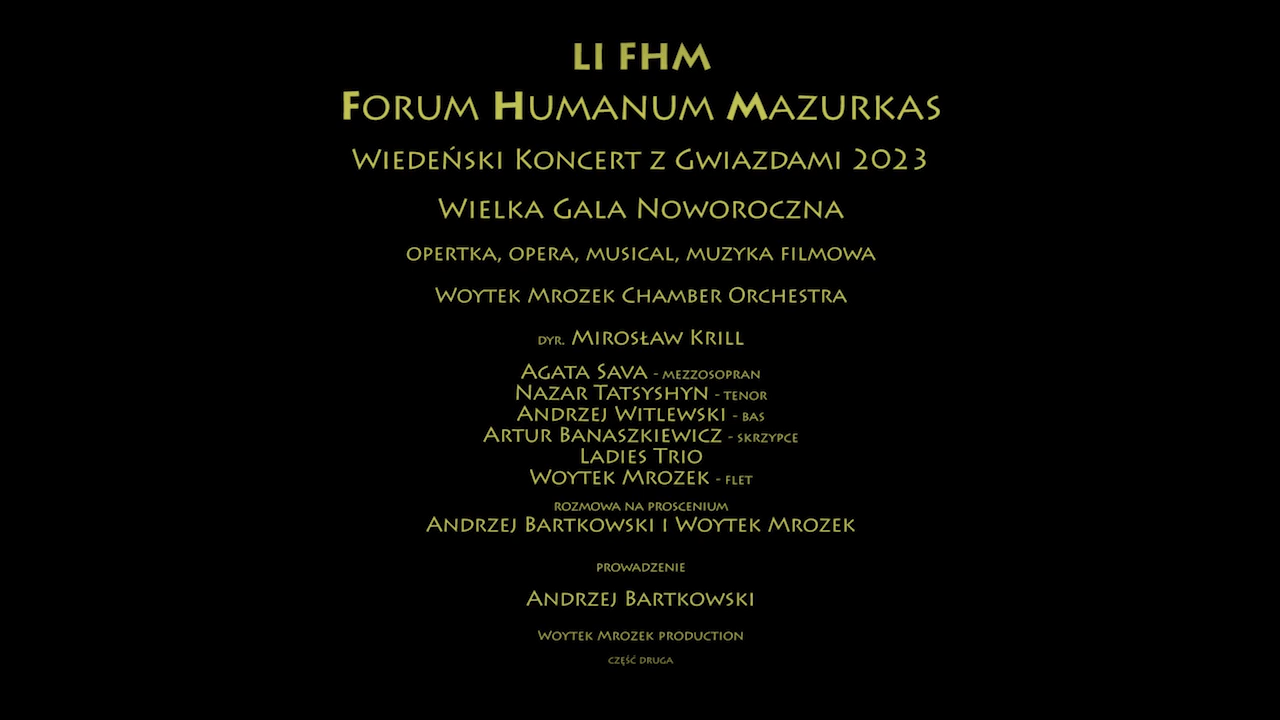 LI FHM
Forum Humanum Mazurkas
Wiedeński Koncert z Gwiazdami 2023
Wielka Gala Noworoczna
opertka, opera, musical, muzyka filmowa
Woytek Mrozek Chamber Orchestra
dyr. Mirosław Krill
Agata Sava - mezzosopran
Nazar Tatsyshyn - tenor
Andrzej Witlewski - bas
Artur Banaszkiewicz - skrzypce
Ladies Trio
Woytek Mrozek - flet
rozmowa na proscenium
Andrzej Bartkowski i Woytek Mrozek
prowadzenie
Andrzej Bartkowski
Woytek Mrozek production
część druga